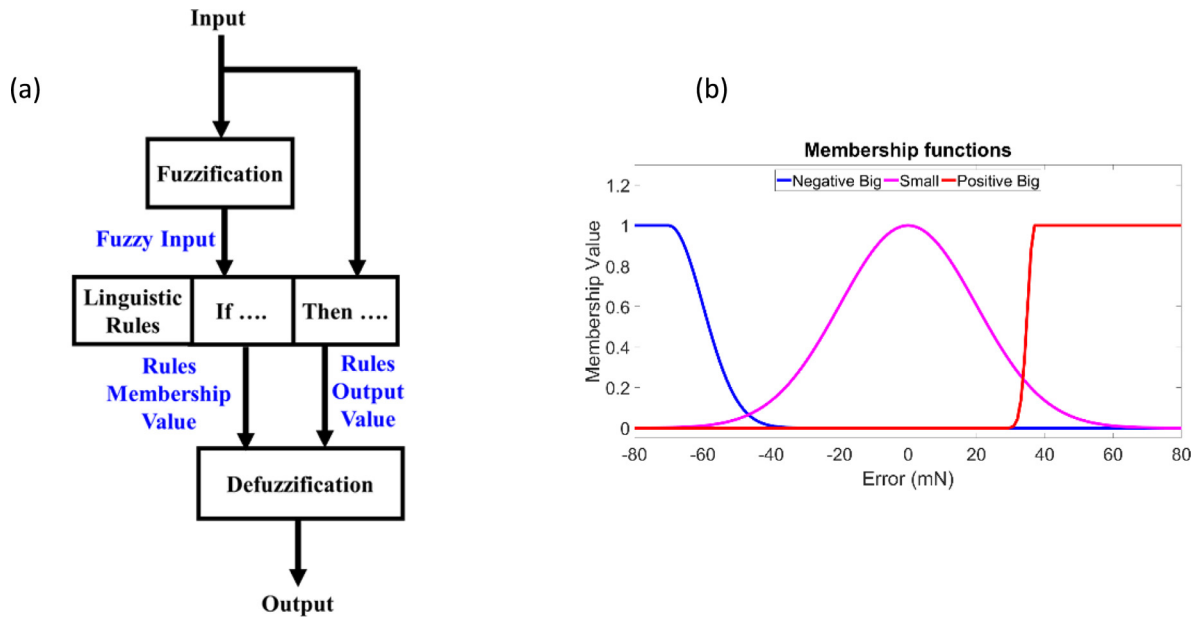 (a)
Input
Fuzzification
Fuzzy Input
Linguistic
Rules
If ....
Then ....
Rules
Membership
Value
Rules
Output
Value
Defuzzification
Output
(b)
Membership functions
Negative Big
Small
Positive Big
Membership Value
1.2
1
0.8
0.6
0.4
0.2
0
-80 -60 -40 -20 0 20 40 60 80
Error (mN)